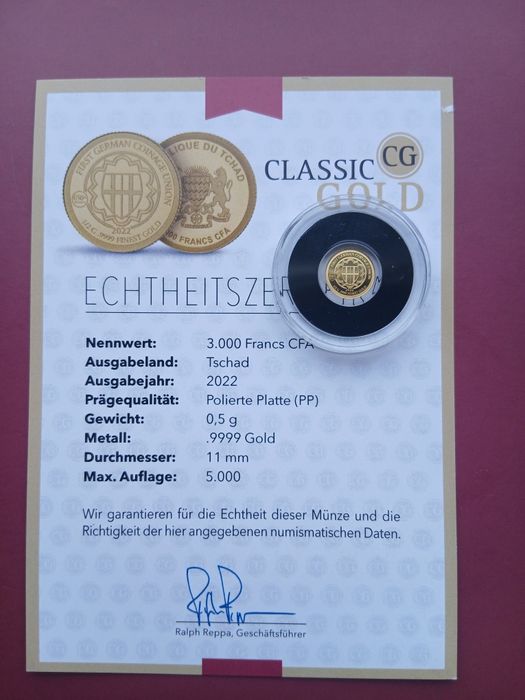 CLASSIC CG
GOLD
FIRST GERMAN COINAGE UNION
2022
1/2 G .9999 FINEST GOLD
BLIQUE DU TCHAD
00 FRANCS CFA
ECHTHEITSZE
Nennwert: 3.000 Francs CFA
Ausgabeland: Tschad
Ausgabejahr: 2022
Prägequalität: Polierte Platte (PP)
Gewicht: 0,5 g
Metall: .9999 Gold
Durchmesser: 11 mm
Max. Auflage: 5.000
Wir garantieren für die Echtheit dieser Münze und die
Richtigkeit der hier angegebenen numismatischen Daten.
Ralph Reppa, Geschäftsführer